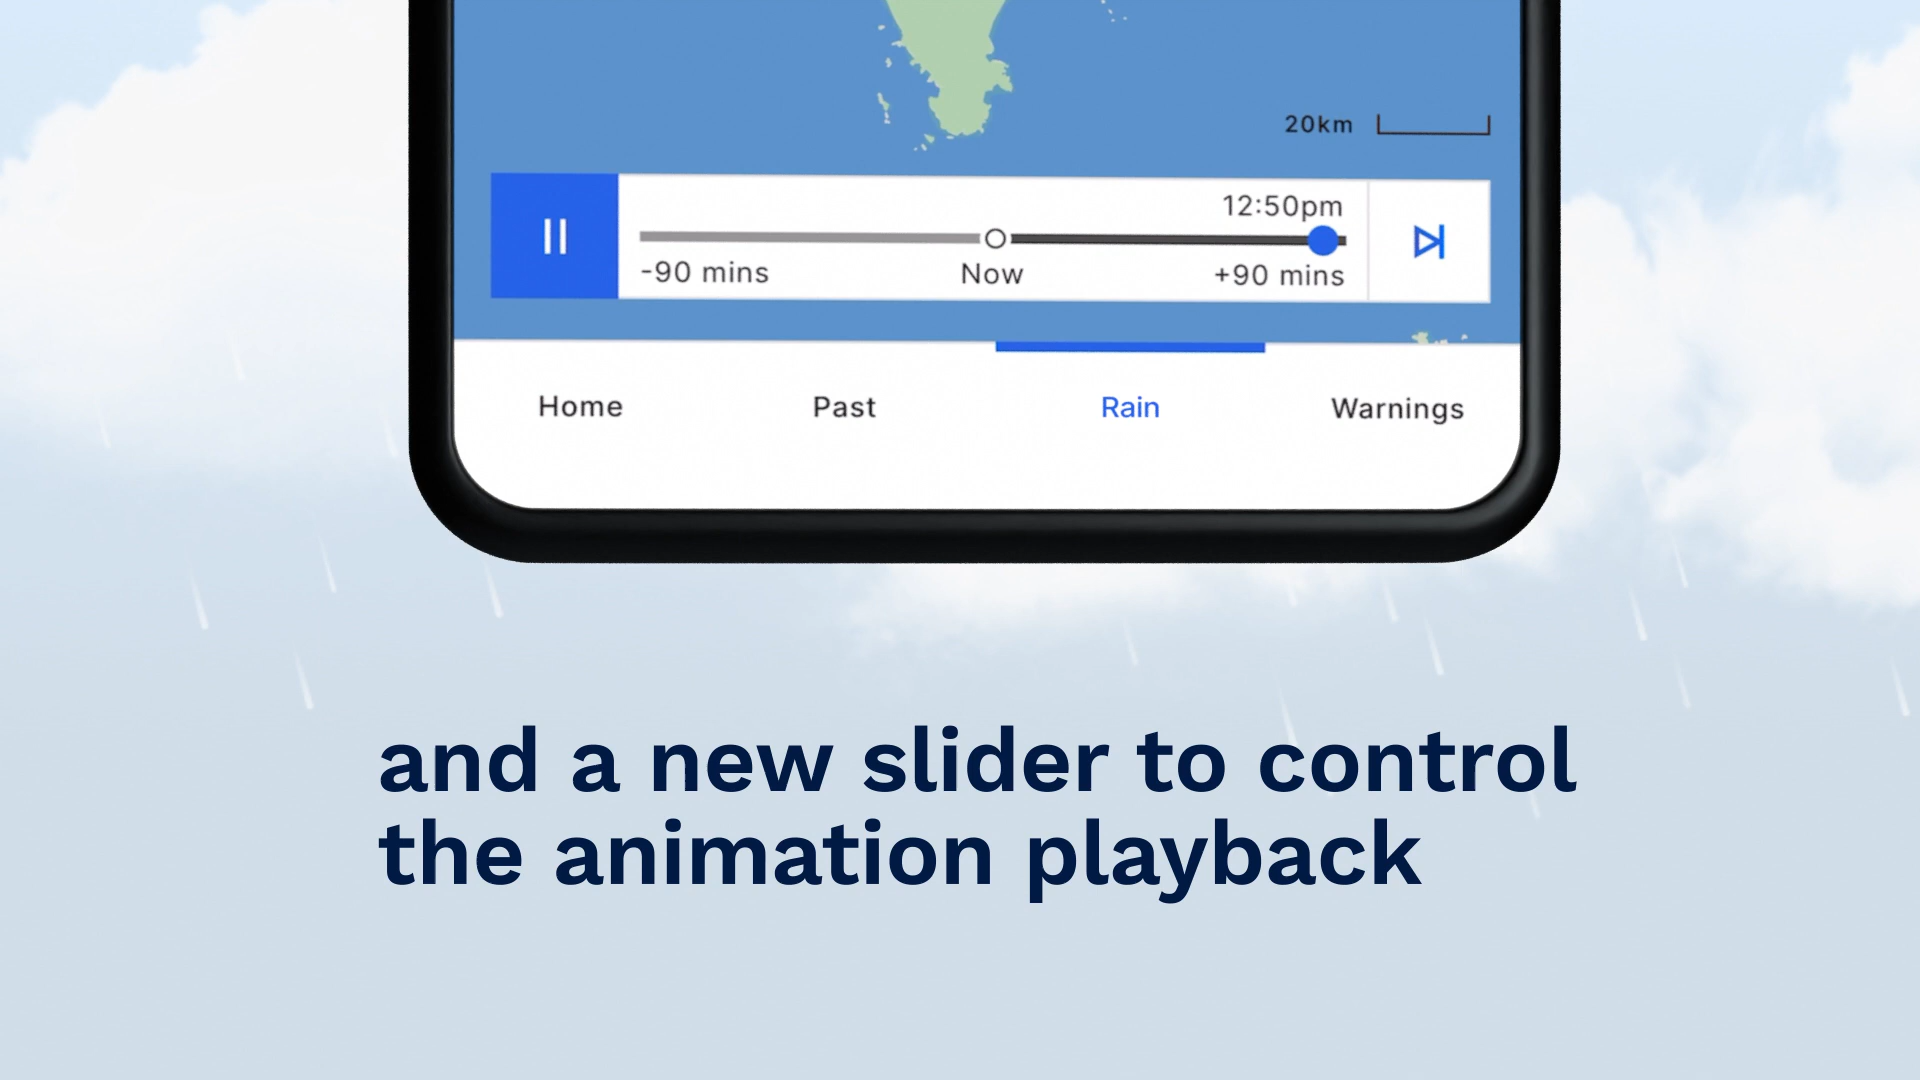 20km
12:50pm
-90 mins Now +90 mins
Home Past Rain Warnings
and a new slider to control
the animation playback